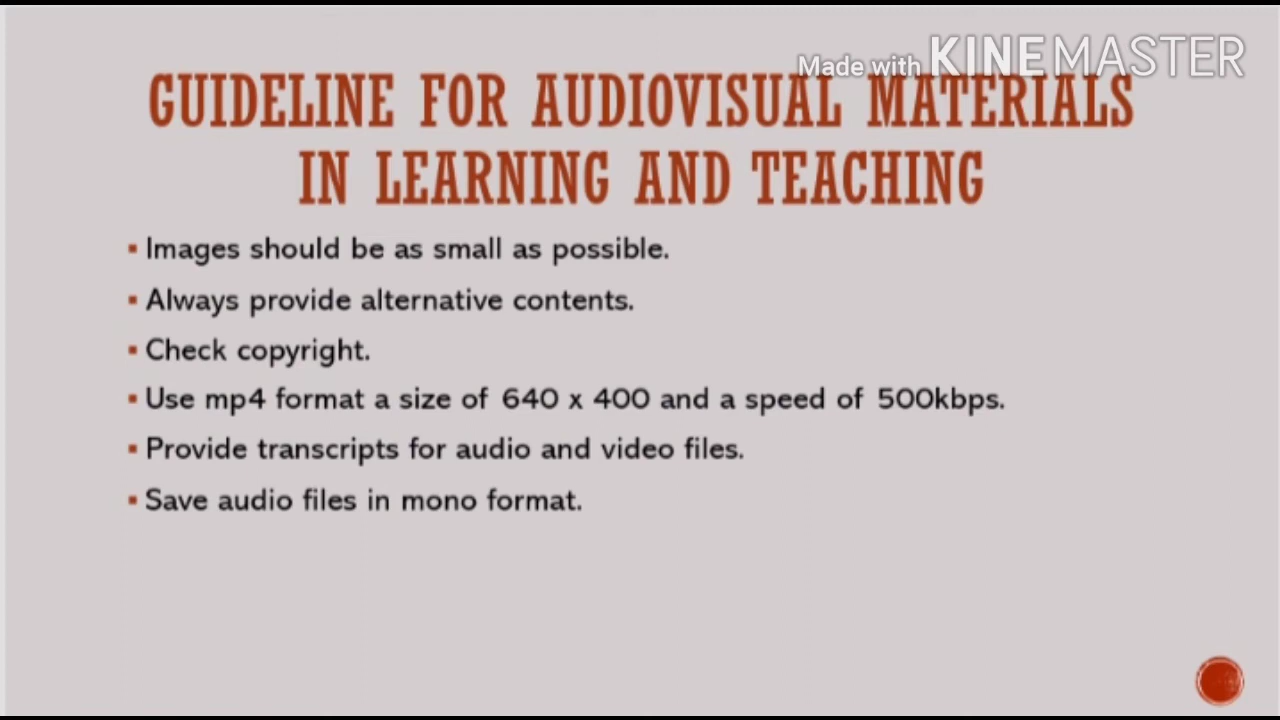 Made with KINEMASTER
GUIDELINE FOR AUDIOVISUAL MATERIALS
IN LEARNING AND TEACHING
▪ Images should be as small as possible.
▪ Always provide alternative contents.
▪ Check copyright.
▪ Use mp4 format a size of 640 x 400 and a speed of 500kbps.
▪ Provide transcripts for audio and video files.
▪ Save audio files in mono format.